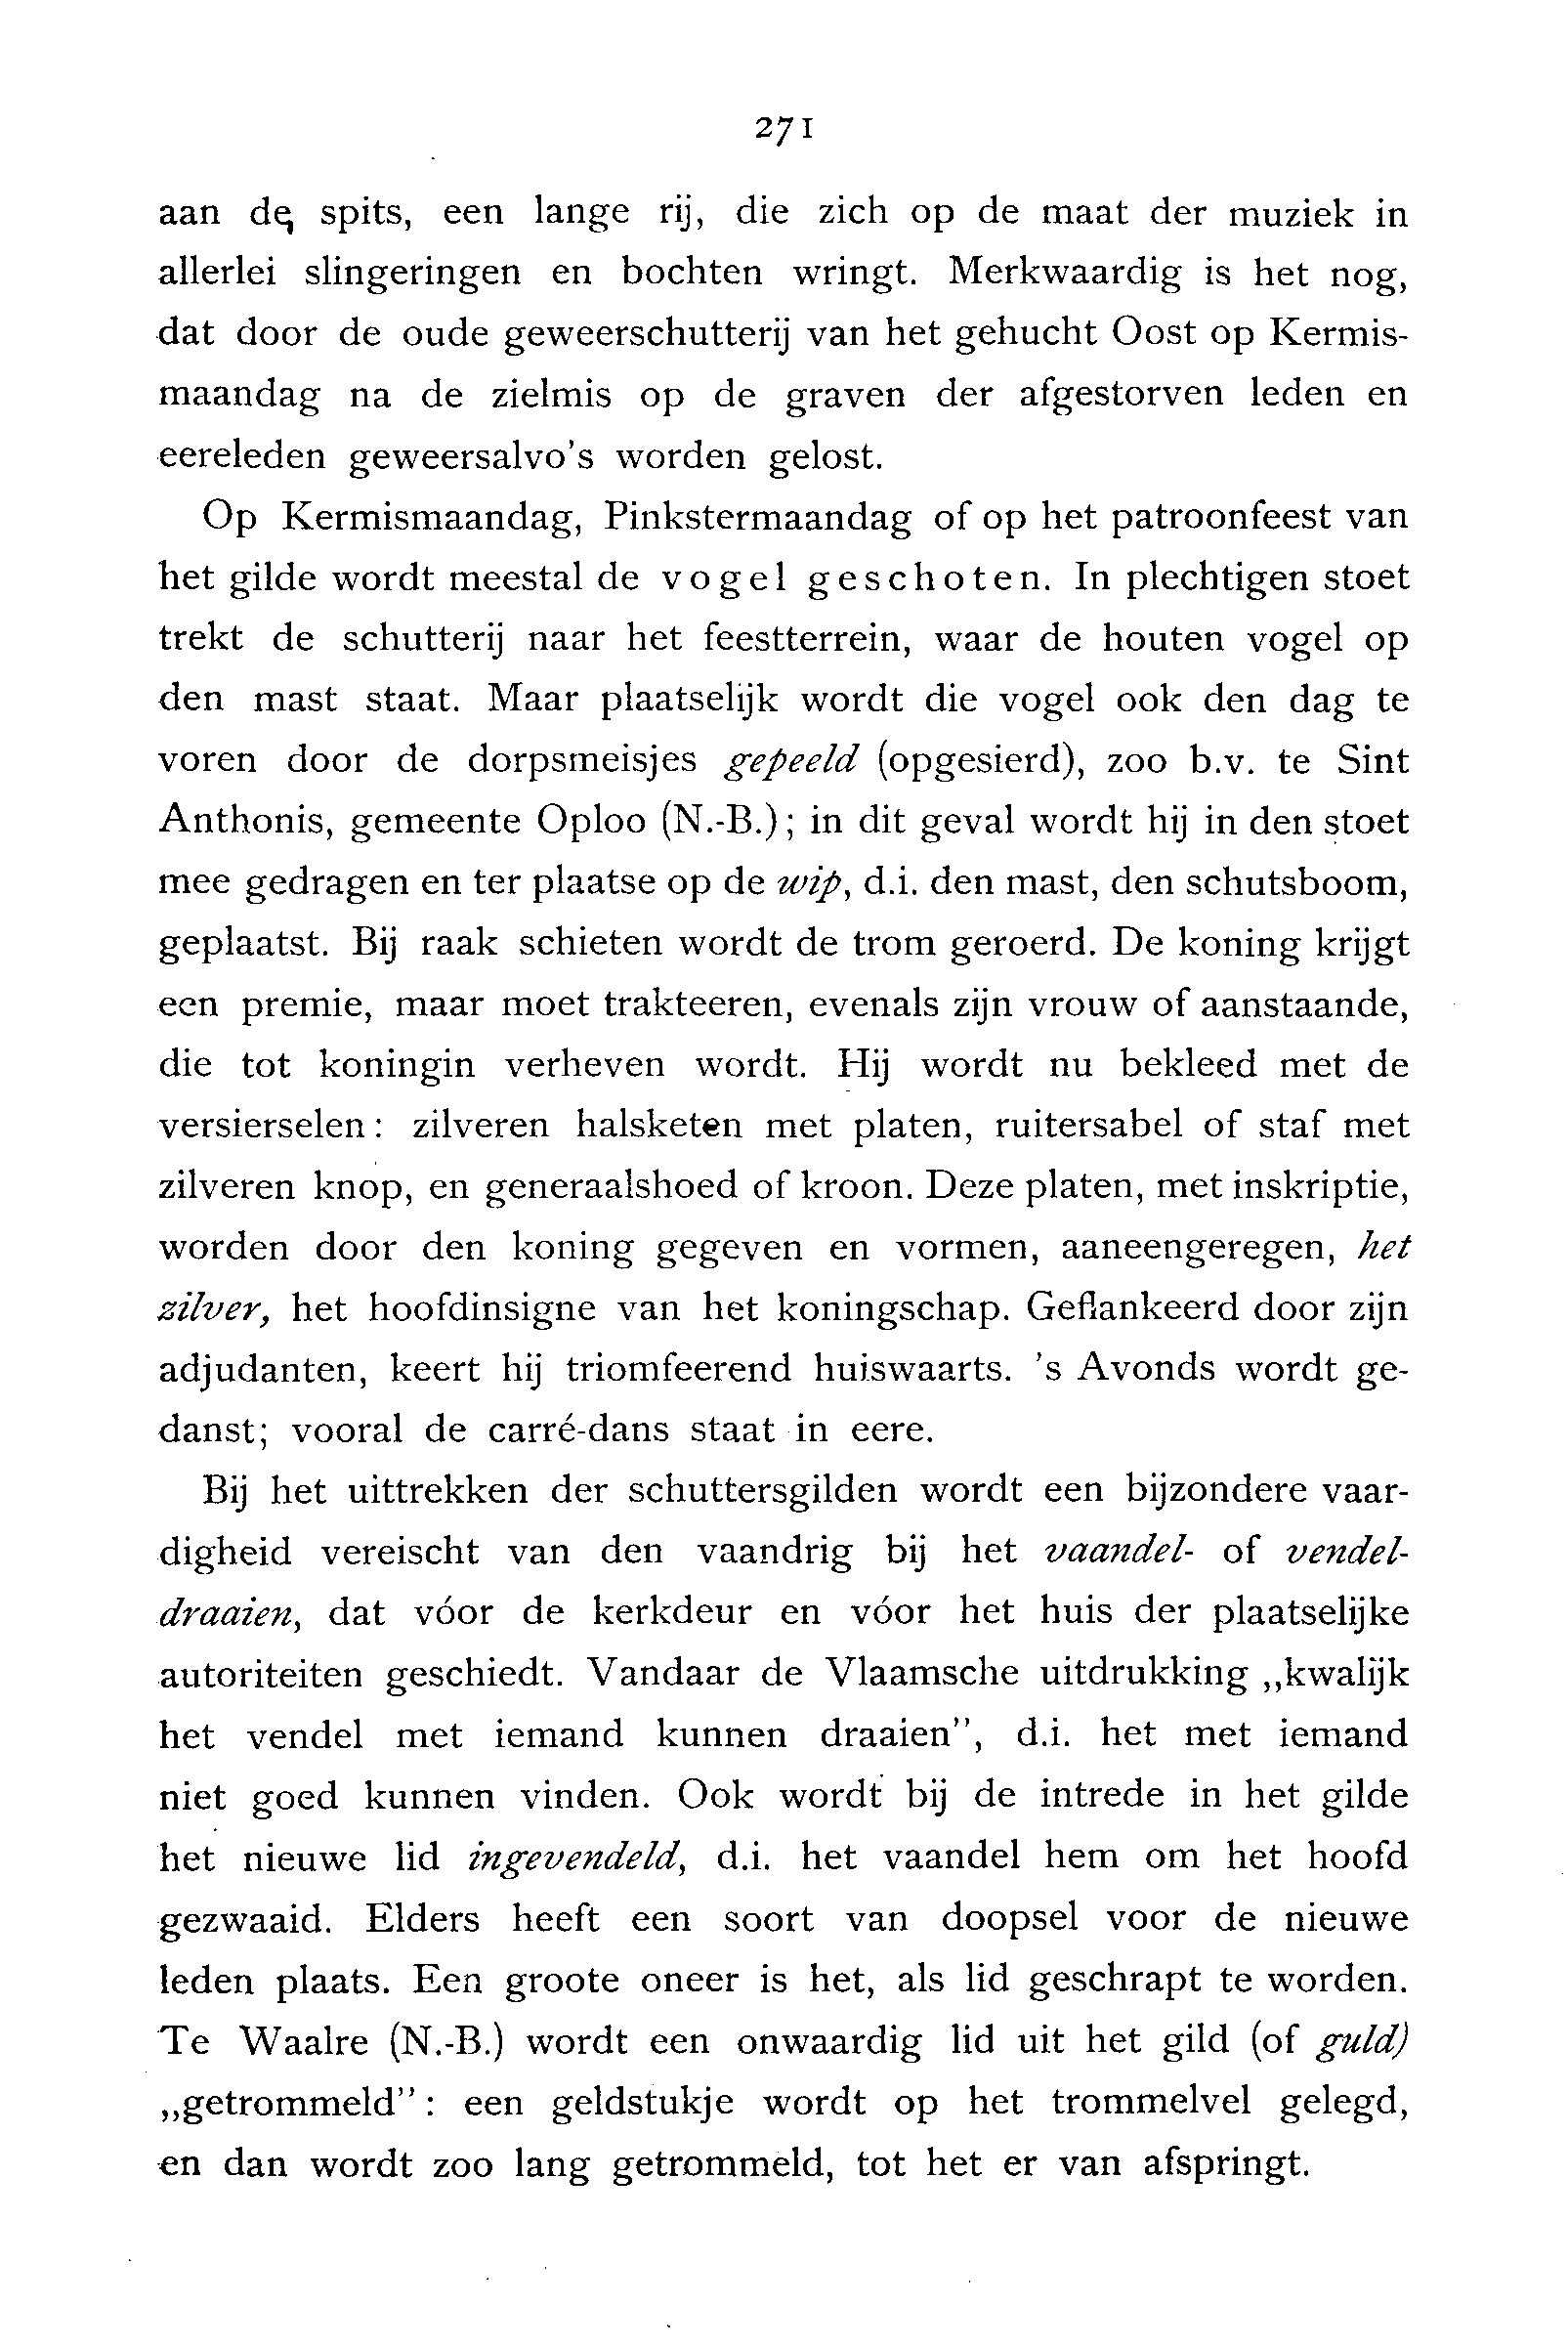 271
aan de spits, een lange rij, die zich op de maat der muziek in
allerlei slingeringen en bochten wringt. Merkwaardig is het nog,
dat door de oude geweerschutterij van het gehucht Oost op Kermis-
maandag na de zielmis op de graven der afgestorven leden en
eereleden geweersalvo's worden gelost.
Op Kermismaandag, Pinkstermaandag of op het patroonfeest van
het gilde wordt meestal de vogel geschoten. In plechtigen stoet
trekt de schutterij naar het feestterrein, waar de houten vogel op
den mast staat. Maar plaatselijk wordt die vogel ook den dag te
voren door de dorpsmeisjes gepeeld (opgesierd), zoo b.v. te Sint
Anthonis, gemeente Oploo (N.-B.); in dit geval wordt hij in den stoet
mee gedragen en ter plaatse op de wip, d.i. den mast, den schutsboom,
geplaatst. Bij raak schieten wordt de trom geroerd. De koning krijgt
een premie, maar moet trakteeren, evenals zijn vrouw of aanstaande,
die tot koningin verheven wordt. Hij wordt nu bekleed met de
versierselen: zilveren halsketen met platen, ruitersabel of staf met
zilveren knop, en generaalshoed of kroon. Deze platen, met inskriptie,
worden door den koning gegeven en vormen, aaneengeregen, het
zilver, het hoofdinsigne van het koningschap. Geflankeerd door zijn
adjudanten, keert hij triomfeerend huiswaarts. 's Avonds wordt ge-
danst; vooral de carré-dans staat in eere.
Bij het uittrekken der schuttersgilden wordt een bijzondere vaar-
digheid vereischt van den vaandrig bij het vaandel- of vendel-
draaien, dat vóor de kerkdeur en vóor het huis der plaatselijke
autoriteiten geschiedt. Vandaar de Vlaamsche uitdrukking „kwalijk
het vendel met iemand kunnen draaien”, d.i. het met iemand
niet goed kunnen vinden. Ook wordt bij de intrede in het gilde
het nieuwe lid ingevendeld, d.i. het vaandel hem om het hoofd
gezwaaid. Elders heeft een soort van doopsel voor de nieuwe
leden plaats. Een groote oneer is het, als lid geschrapt te worden.
Te Waalre (N.-B.) wordt een onwaardig lid uit het gild (of guld)
„getrommeld”: een geldstukje wordt op het trommelvel gelegd,
en dan wordt zoo lang getrommeld, tot het er van afspringt.